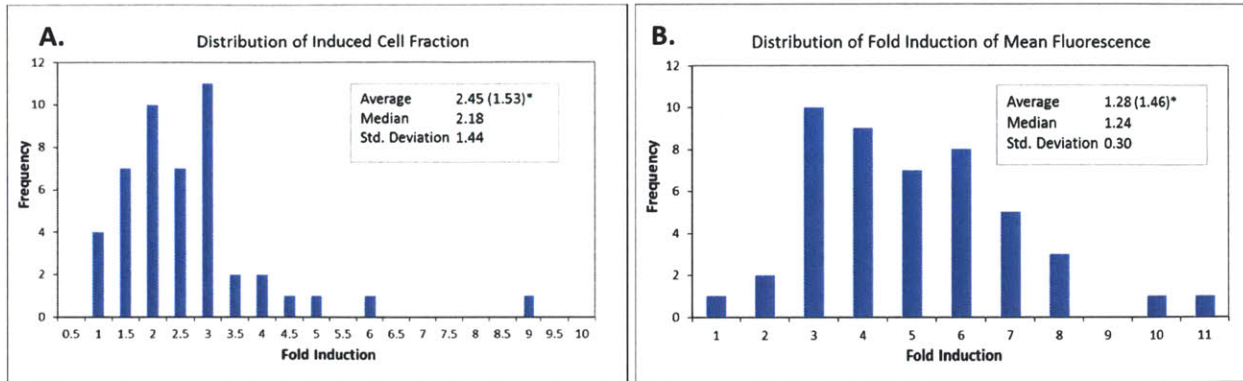 A.
Distribution of Induced Cell Fraction
12
10
8
6
4
2
0
Frequency
Average 2.45 (1.53)*
Median 2.18
Std. Deviation 1.44
0.5 1 1.5 2 2.5 3 3.5 4 4.5 5 5.5 6 6.5 7 7.5 8 8.5 9 9.5 10
Fold Induction
B.
Distribution of Fold Induction of Mean Fluorescence
12
10
8
6
4
2
0
Frequency
Average 1.28 (1.46)*
Median 1.24
Std. Deviation 0.30
1 2 3 4 5 6 7 8 9 10 11
Fold Induction